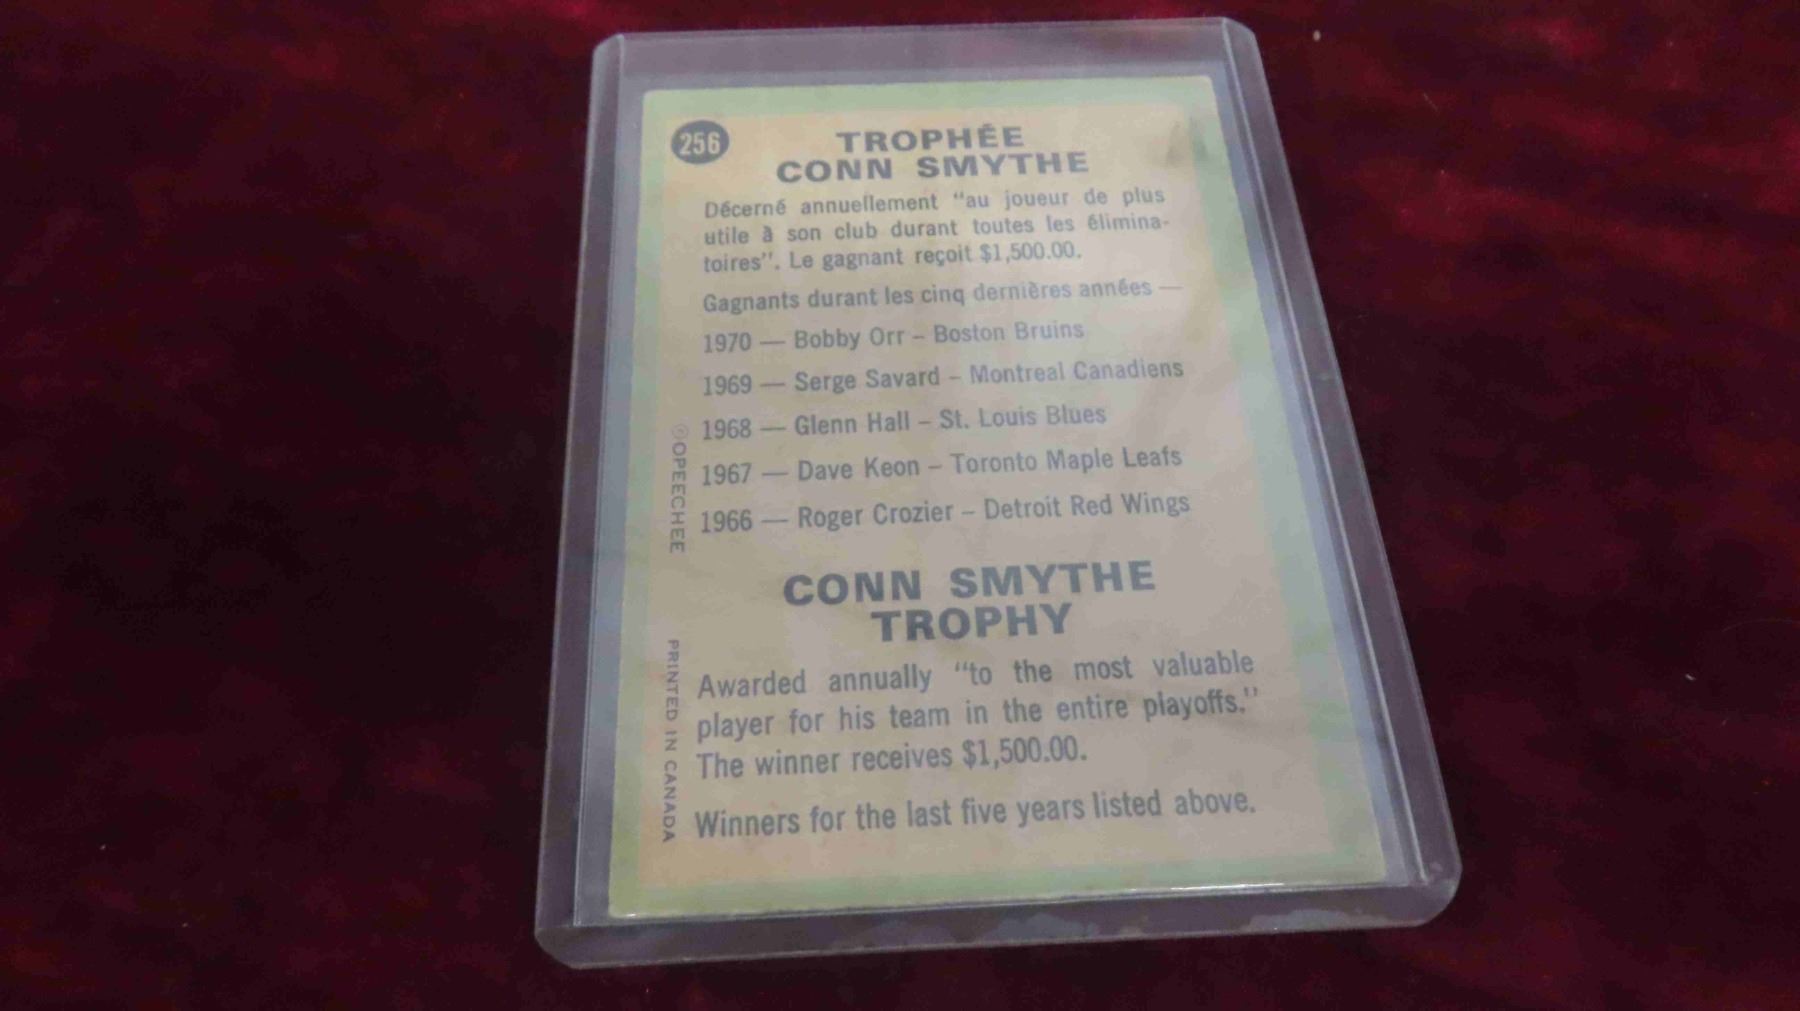 256
TROPHÉE
CONN SMYTHE
Décerné annuellement "au joueur de plus
utile à son club durant toutes les élimina-
toires". Le gagnant reçoit $1,500.00.
Gagnants durant les cinq dernières années —
1970 — Bobby Orr – Boston Bruins
1969 — Serge Savard – Montreal Canadiens
1968 — Glenn Hall – St. Louis Blues
1967 — Dave Keon – Toronto Maple Leafs
1966 — Roger Crozier – Detroit Red Wings
CONN SMYTHE
TROPHY
Awarded annually "to the most valuable
player for his team in the entire playoffs."
The winner receives $1,500.00.
Winners for the last five years listed above.
©OPEECHEE
PRINTED IN CANADA